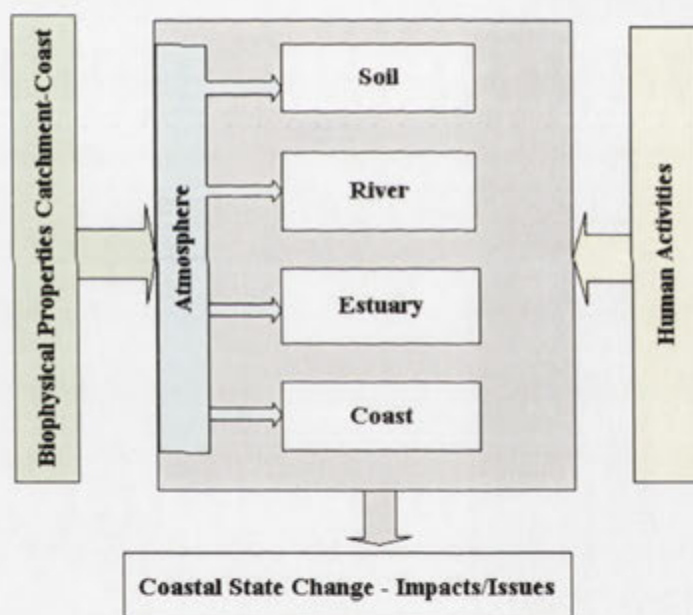 Biophysical Properties Catchment-Coast
Atmosphere
Soil
River
Estuary
Coast
Human Activities
Coastal State Change - Impacts/Issues